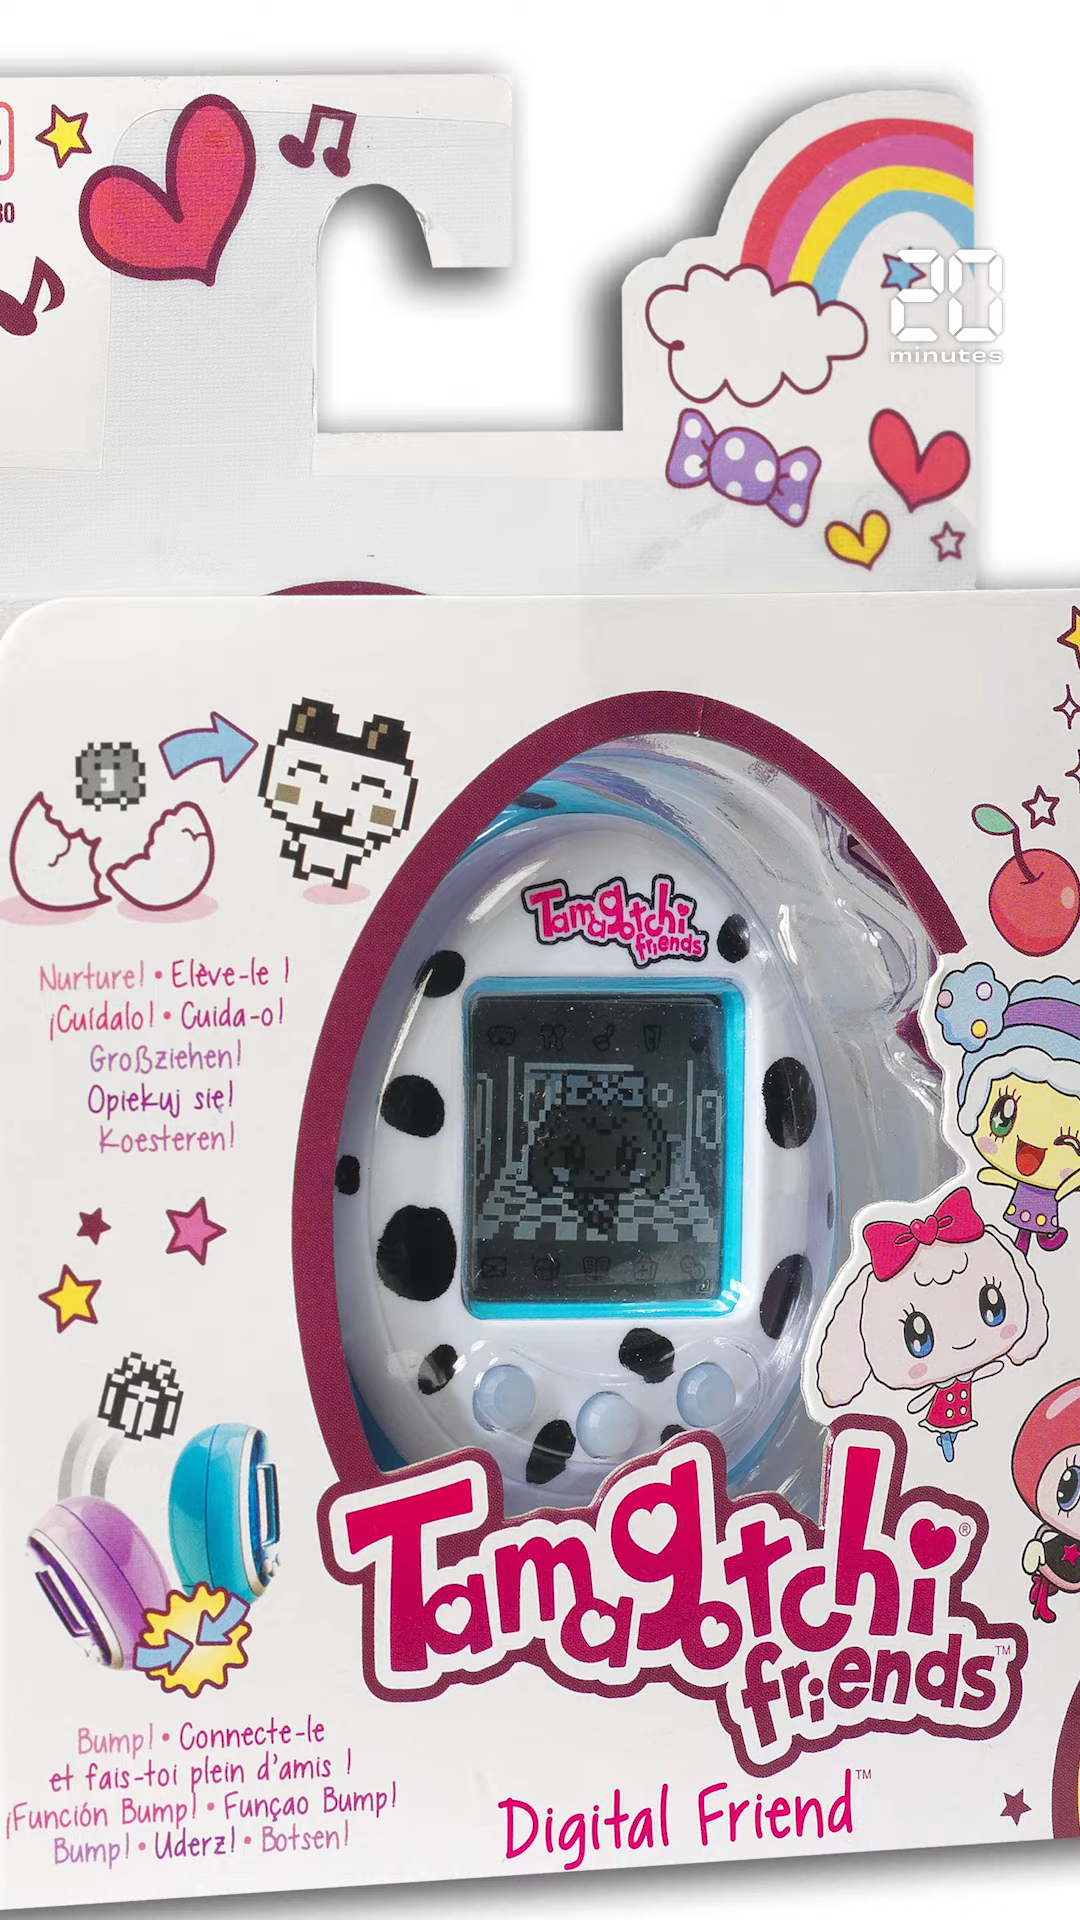 20
minutes
Tamagotchi
friends
Nurture! • Elève-le !
¡Cuídalo! • Cuida-o!
Großziehen!
Opiekuj się!
Koesteren!
Tamagotchi®
friends™
Bump! • Connecte-le
et fais-toi plein d'amis !
¡Función Bump! • Funçao Bump!
Bump! • Uderz! • Botsen!
Digital Friend™